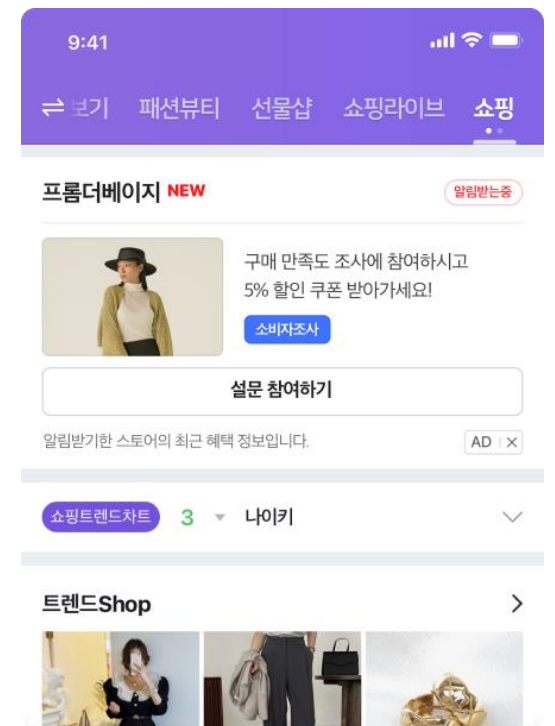 9:41
보기 패션뷰티 선물샵 쇼핑라이브 쇼핑
프롬더베이지 NEW 알림받는중
구매 만족도 조사에 참여하시고
5% 할인 쿠폰 받아가세요!
소비자조사
설문 참여하기
알림받기한 스토어의 최근 혜택 정보입니다. AD X
쇼핑트렌드차트 3 나이키
트렌드Shop